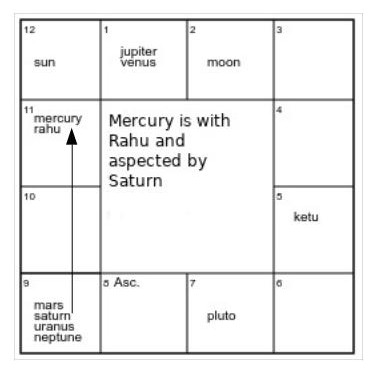 12 1 2 3
sun
jupiter
venus
moon
11 mercury
rahu
Mercury is with
Rahu and
aspected by
Saturn
4
10
5
ketu
9 8 Asc. 7 6
mars
saturn
uranus
neptune
pluto